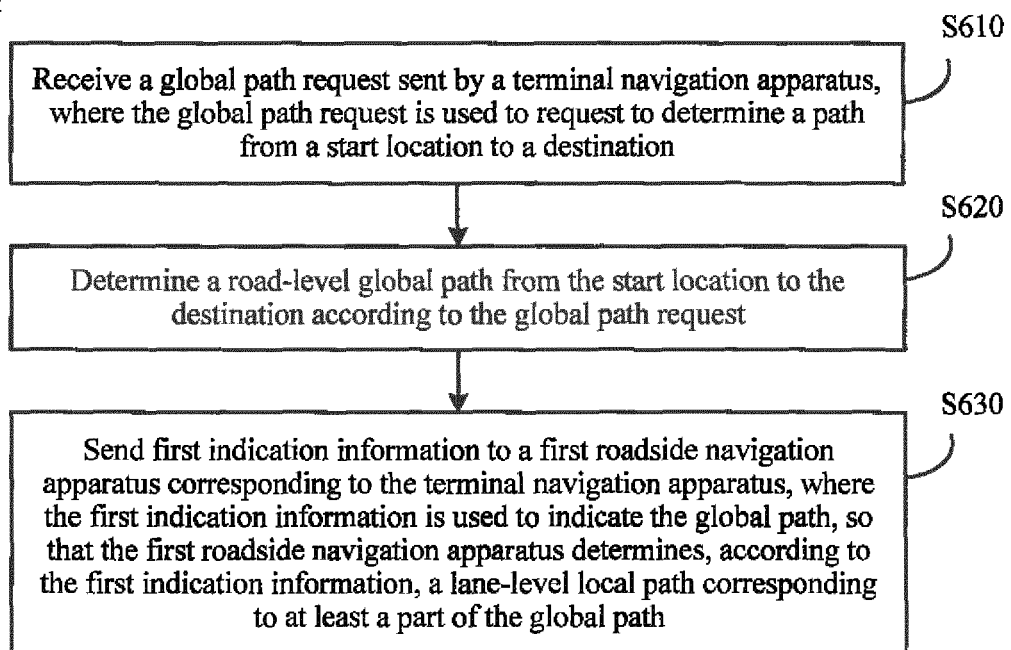 S610
Receive a global path request sent by a terminal navigation apparatus,
where the global path request is used to request to determine a path
from a start location to a destination
S620
Determine a road-level global path from the start location to the
destination according to the global path request
S630
Send first indication information to a first roadside navigation
apparatus corresponding to the terminal navigation apparatus, where
the first indication information is used to indicate the global path, so
that the first roadside navigation apparatus determines, according to
the first indication information, a lane-level local path corresponding
to at least a part of the global path